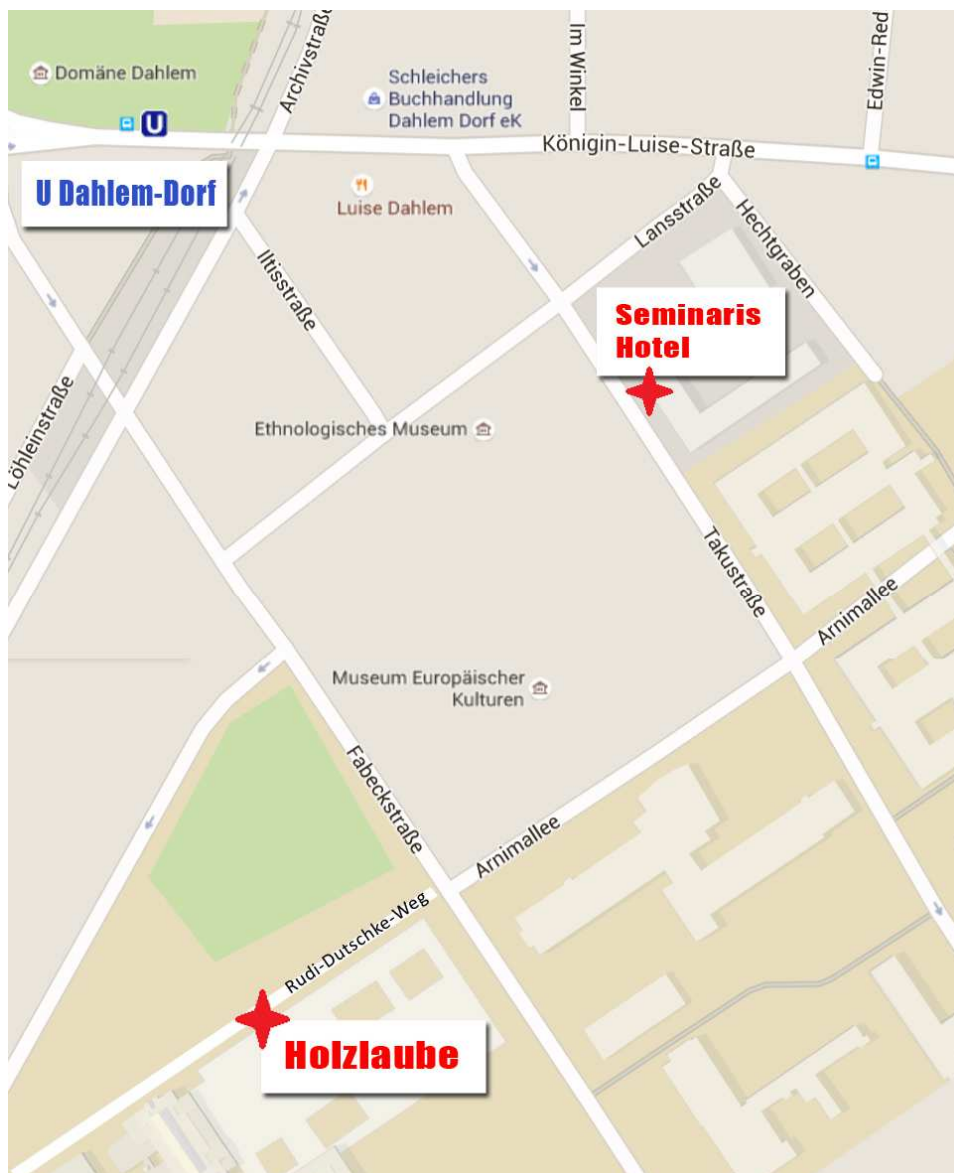 Domäne Dahlem
Archivstraße
Schleichers
Buchhandlung
Dahlem Dorf eK
Im Winkel
Edwin-Red
U
Königin-Luise-Straße
U Dahlem-Dorf
Luise Dahlem
Lansstraße
Hechtgraben
Iltisstraße
Seminaris
Hotel
Löhleinstraße
Ethnologisches Museum
Takustraße
Arnimallee
Museum Europäischer
Kulturen
Fabeckstraße
Arnimallee
Rudi-Dutschke-Weg
Holzlaube